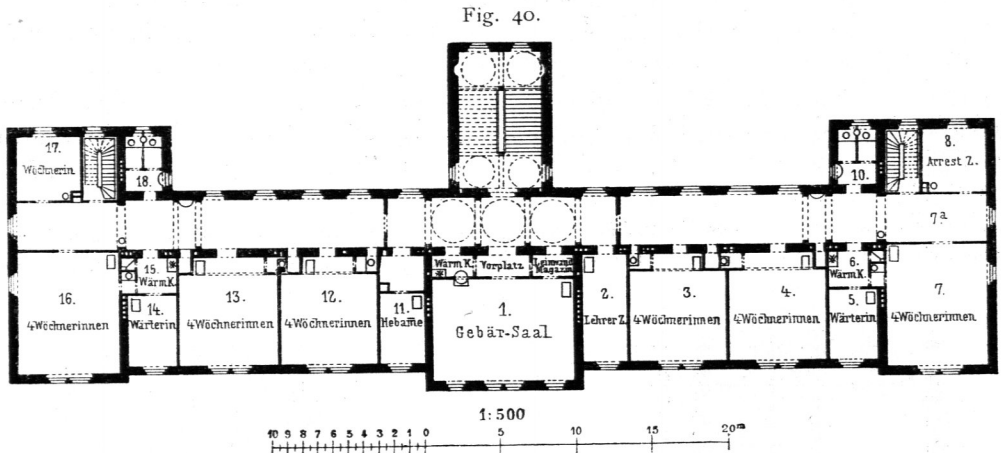 Fig. 40.
17.
Wöchnerin
18.
8.
Arrest Z.
10.
7ª
16.
4 Wöchnerinnen
15.
Wärm K.
14.
Wärterin
13.
4 Wöchnerinnen
12.
4 Wöchnerinnen
11.
Hebame
Wärm K.
Vorplatz
Leinwand
Magazin
1.
Gebär-Saal
2.
Lehrer Z.
3.
4 Wöchnerinnen
4.
4 Wöchnerinnen
6.
Wärm K.
5.
Wärterin
7.
4 Wöchnerinnen
1:500
10 9 8 7 6 5 4 3 2 1 0 5 10 15 20ᵐ